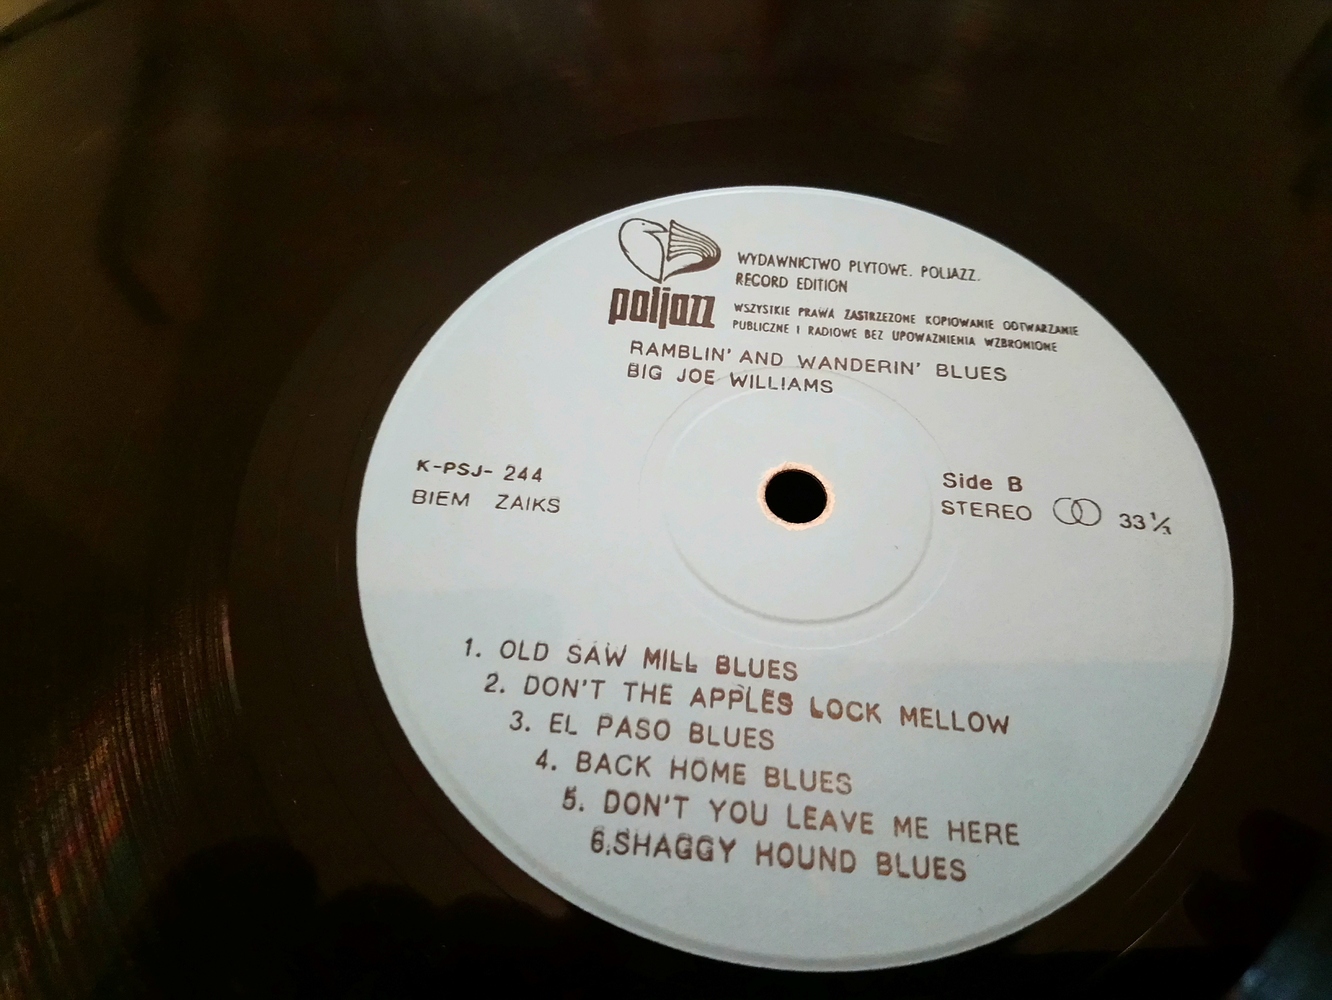 poljazz
WYDAWNICTWO PLYTOWE. POLJAZZ.
RECORD EDITION
WSZYSTKIE PRAWA ZASTRZEZONE KOPIOWANIE ODTWARZANIE
PUBLICZNE I RADIOWE BEZ UPOWAZNIENIA WZBRONIONE
RAMBLIN' AND WANDERIN' BLUES
BIG JOE WILLIAMS
K-PSJ- 244
BIEM ZAIKS
Side B
STEREO 33 ⅓
1. OLD SAW MILL BLUES
2. DON'T THE APPLES LOCK MELLOW
3. EL PASO BLUES
4. BACK HOME BLUES
5. DON'T YOU LEAVE ME HERE
6.SHAGGY HOUND BLUES